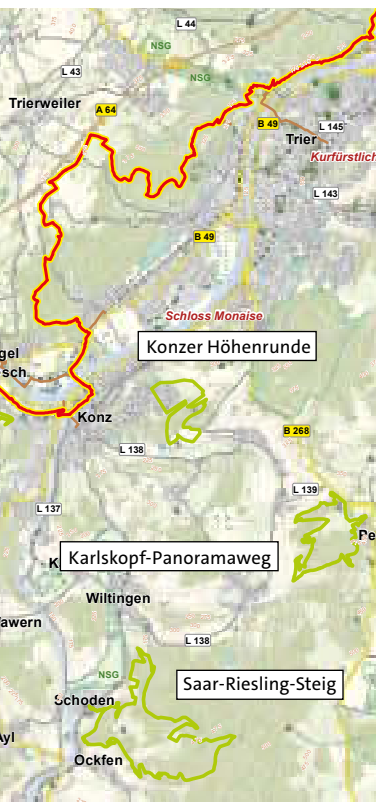 L 44
NSG
L 43
NSG
Trierweiler
A 64
B 49
L 145
Trier
Kurfürstlich
L 143
B 49
Schloss Monaise
Konzer Höhenrunde
gel
sch
Konz
B 268
L 138
L 139
L 137
Pe
K
Karlskopf-Panoramaweg
Wiltingen
awern
L 138
NSG
Saar-Riesling-Steig
Schoden
Ayl
Ockfen